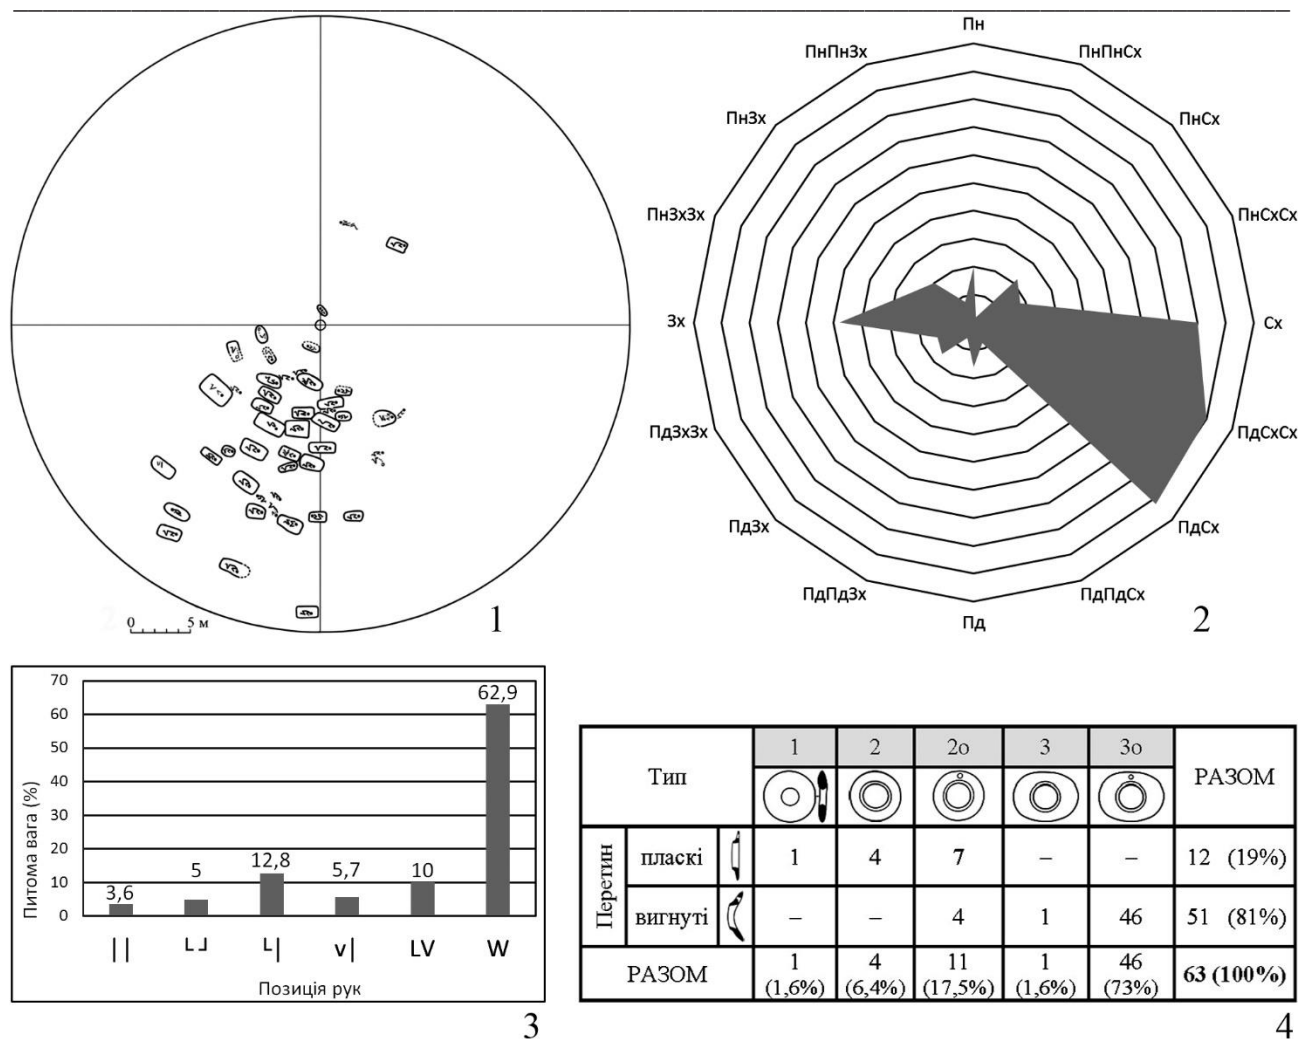 Пн
ПнПнЗх
ПнПнСх
ПнЗх
ПнСх
ПнЗхЗх
ПнСхСх
Зх
Сх
ПдЗхЗх
ПдСхСх
ПдЗх
ПдСх
ПдПдЗх
ПдПдСх
Пд
0 5 м
1
2
70
60
50
40
30
20
10
0
Питома вага (%)
3,6
5
12,8
5,7
10
62,9
| |
└ ┘
└ |
v |
LV
W
Позиція рук
3
Тип
1 2 2о 3 3о
РАЗОМ
Перетин
пласкі 1 4 7 – – 12 (19%)
вигнуті – – 4 1 46 51 (81%)
РАЗОМ 1 4 11 1 46 63 (100%)
(1,6%) (6,4%) (17,5%) (1,6%) (73%)
4